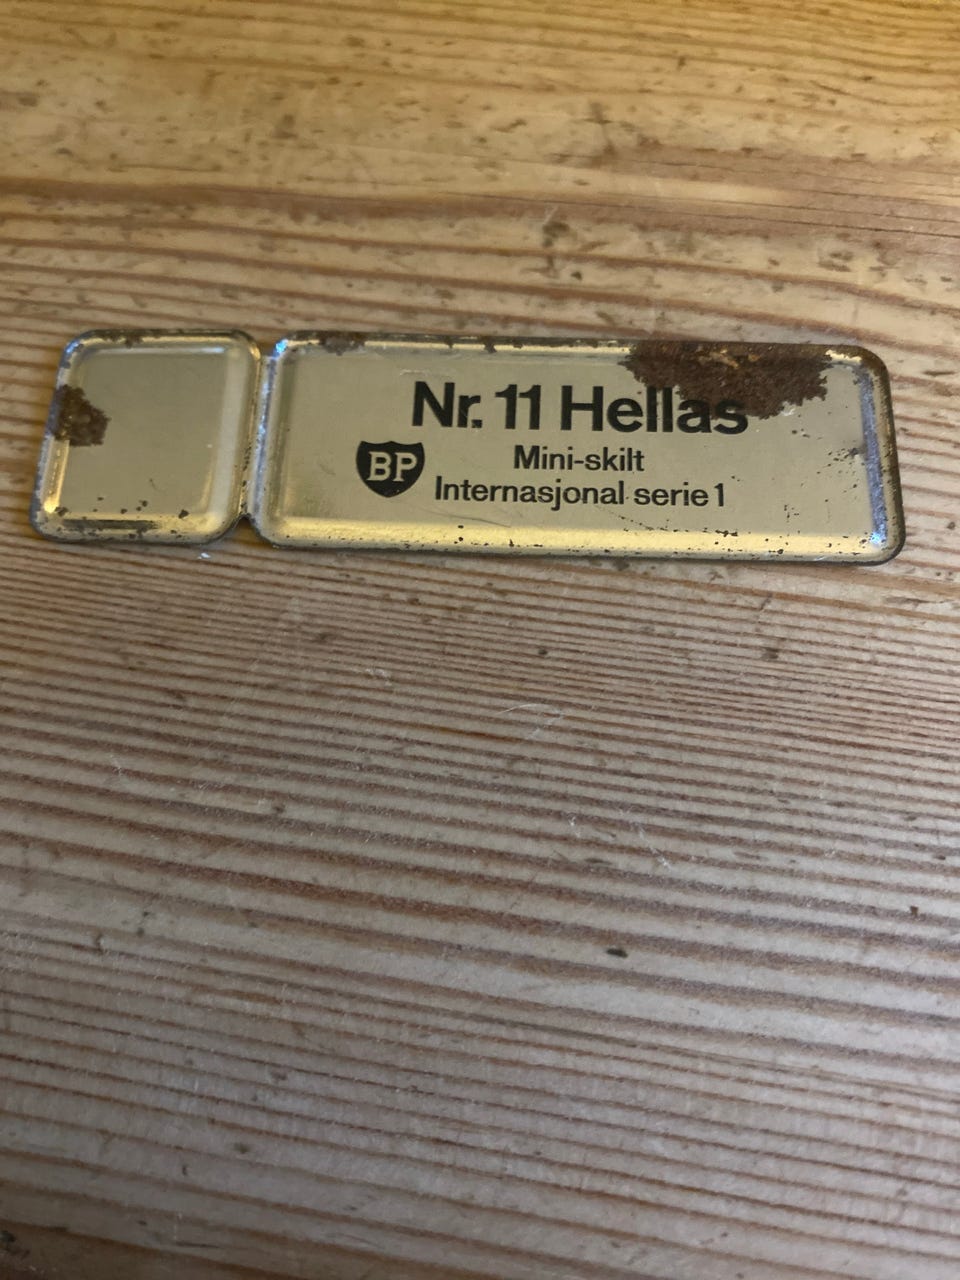 Nr. 11 Hellas
BP
Mini-skilt
Internasjonal serie 1